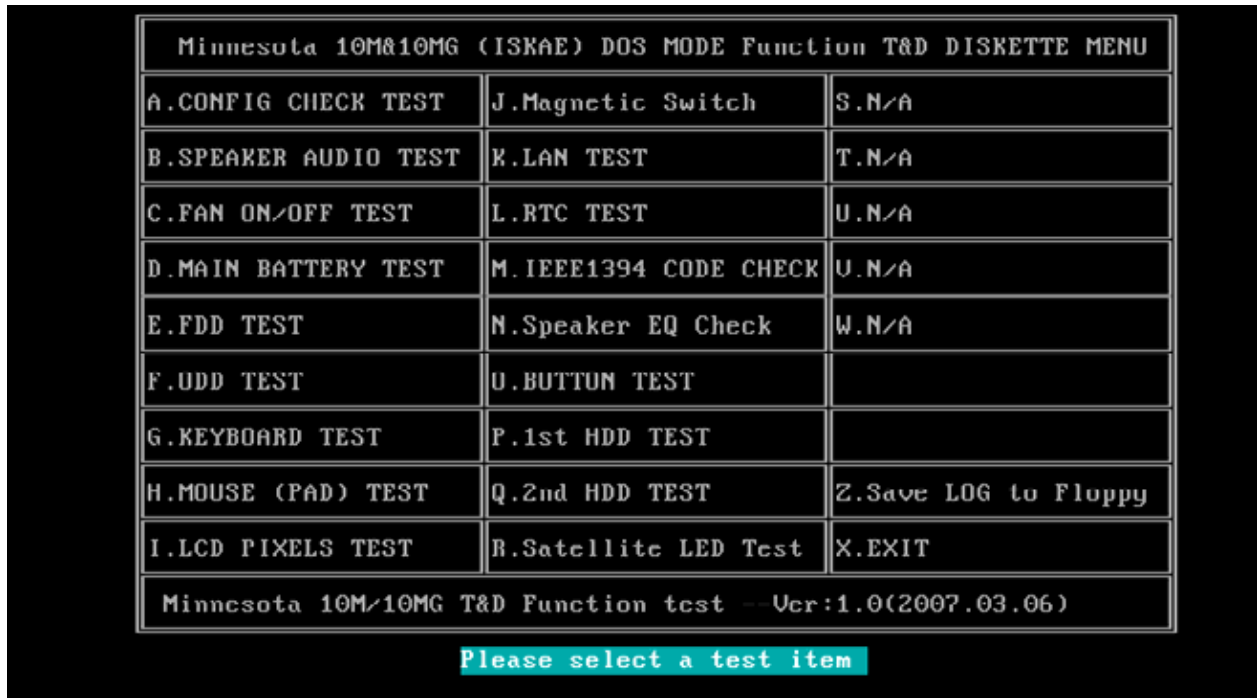 Minnesota 10M&10MG (ISKAE) DOS MODE Function T&D DISKETTE MENU
A.CONFIG CHECK TEST J.Magnetic Switch S.N/A
B.SPEAKER AUDIO TEST K.LAN TEST T.N/A
C.FAN ON/OFF TEST L.RTC TEST U.N/A
D.MAIN BATTERY TEST M.IEEE1394 CODE CHECK V.N/A
E.FDD TEST N.Speaker EQ Check W.N/A
F.ODD TEST O.BUTTON TEST
G.KEYBOARD TEST P.1st HDD TEST
H.MOUSE (PAD) TEST Q.2nd HDD TEST Z.Save LOG to Floppy
I.LCD PIXELS TEST R.Satellite LED Test X.EXIT
Minnesota 10M/10MG T&D Function test --Ver:1.0(2007.03.06)
Please select a test item